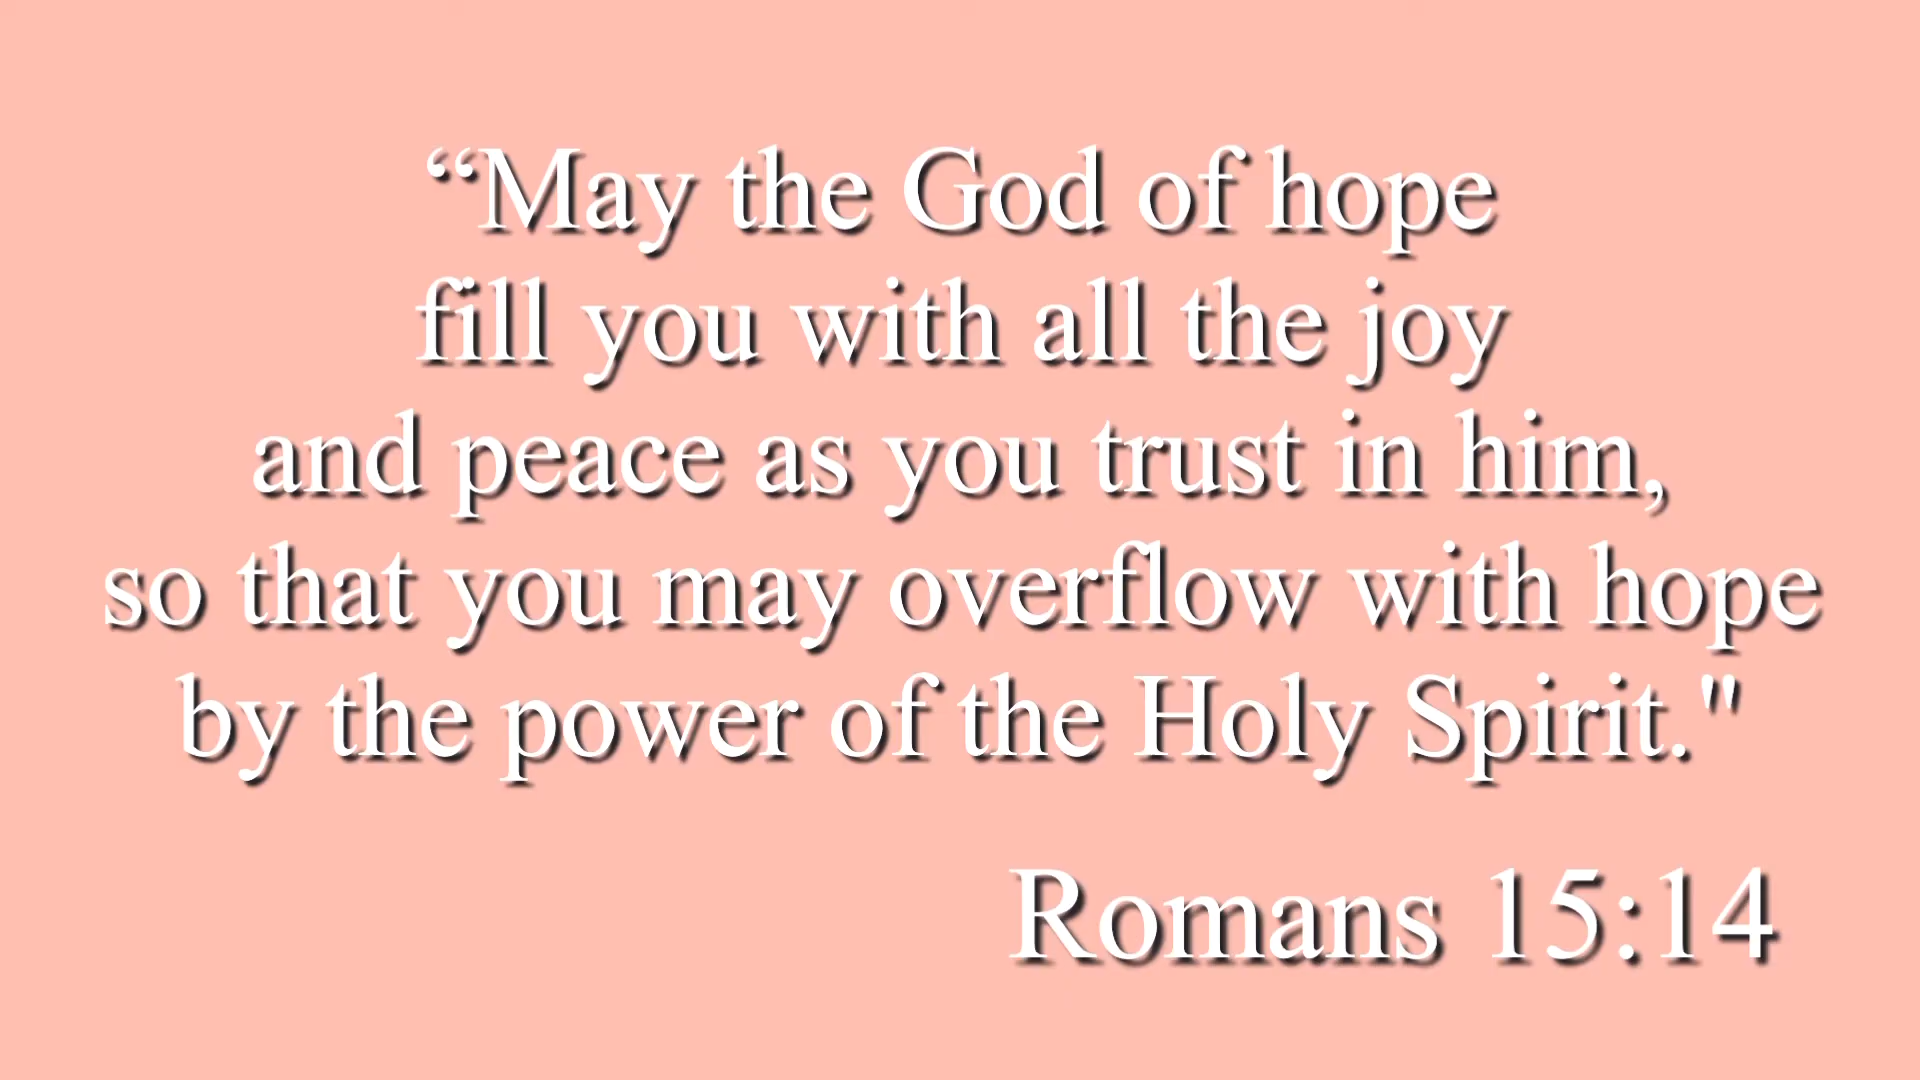 “May the God of hope
fill you with all the joy
and peace as you trust in him,
so that you may overflow with hope
by the power of the Holy Spirit."
Romans 15:14